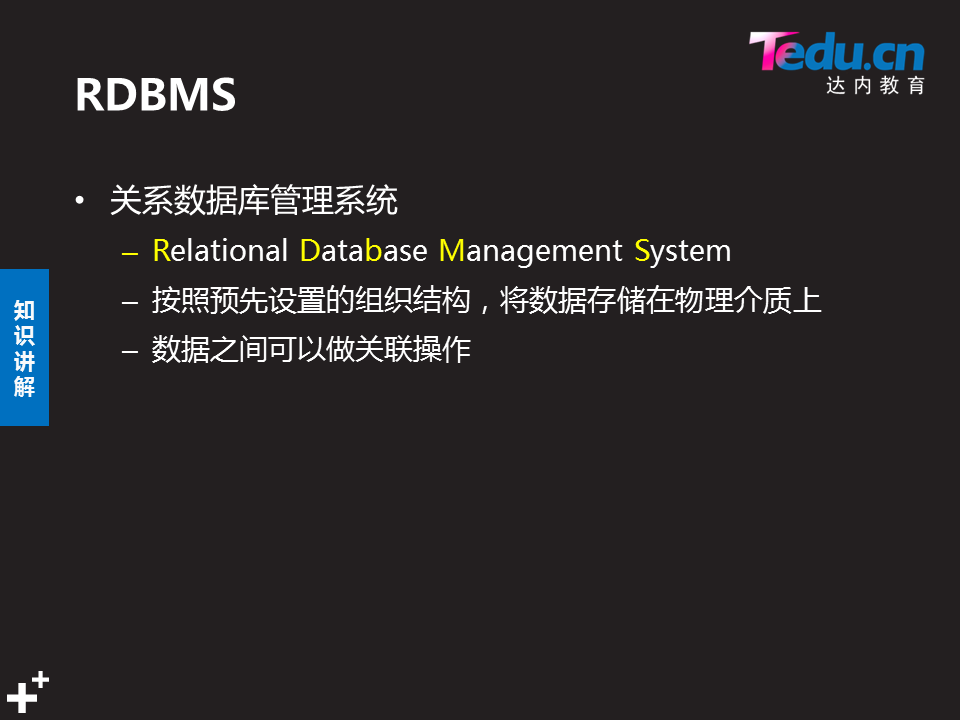 Tedu.cn
达内教育
RDBMS
• 关系数据库管理系统
– Relational Database Management System
– 按照预先设置的组织结构，将数据存储在物理介质上
– 数据之间可以做关联操作
知
识
讲
解